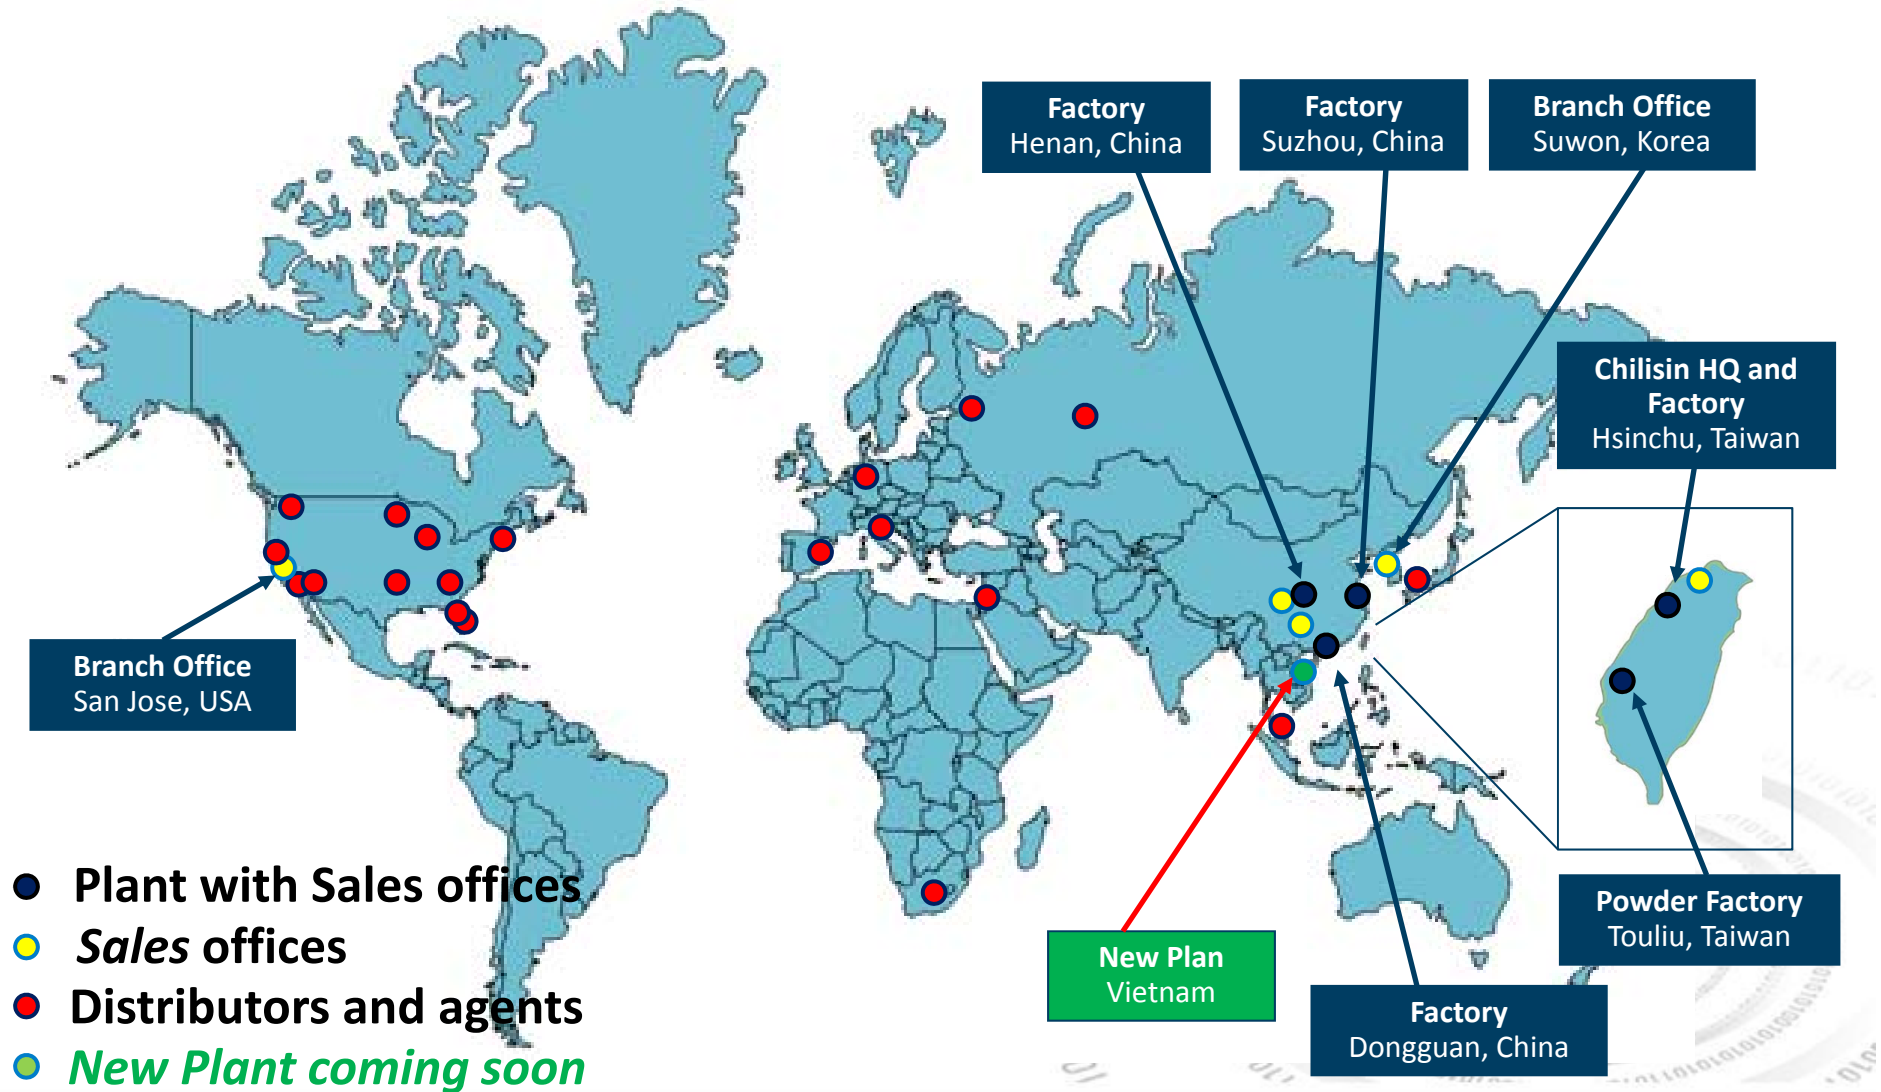 Factory
Henan, China
Factory
Suzhou, China
Branch Office
Suwon, Korea
Chilisin HQ and
Factory
Hsinchu, Taiwan
Branch Office
San Jose, USA
Powder Factory
Touliu, Taiwan
New Plan
Vietnam
Factory
Dongguan, China
Plant with Sales offices
Sales offices
Distributors and agents
New Plant coming soon